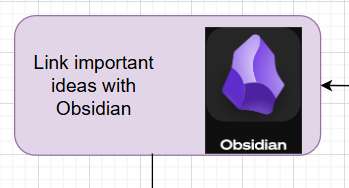 Link important
ideas with
Obsidian
Obsidian